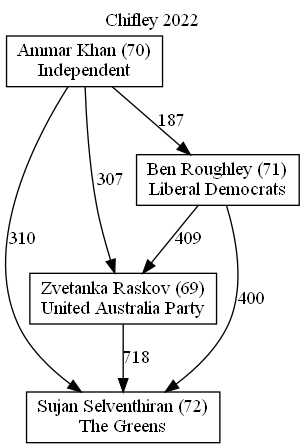 Chifley 2022
Ammar Khan (70)
Independent
187
Ben Roughley (71)
Liberal Democrats
307
310
409
400
Zvetanka Raskov (69)
United Australia Party
718
Sujan Selventhiran (72)
The Greens